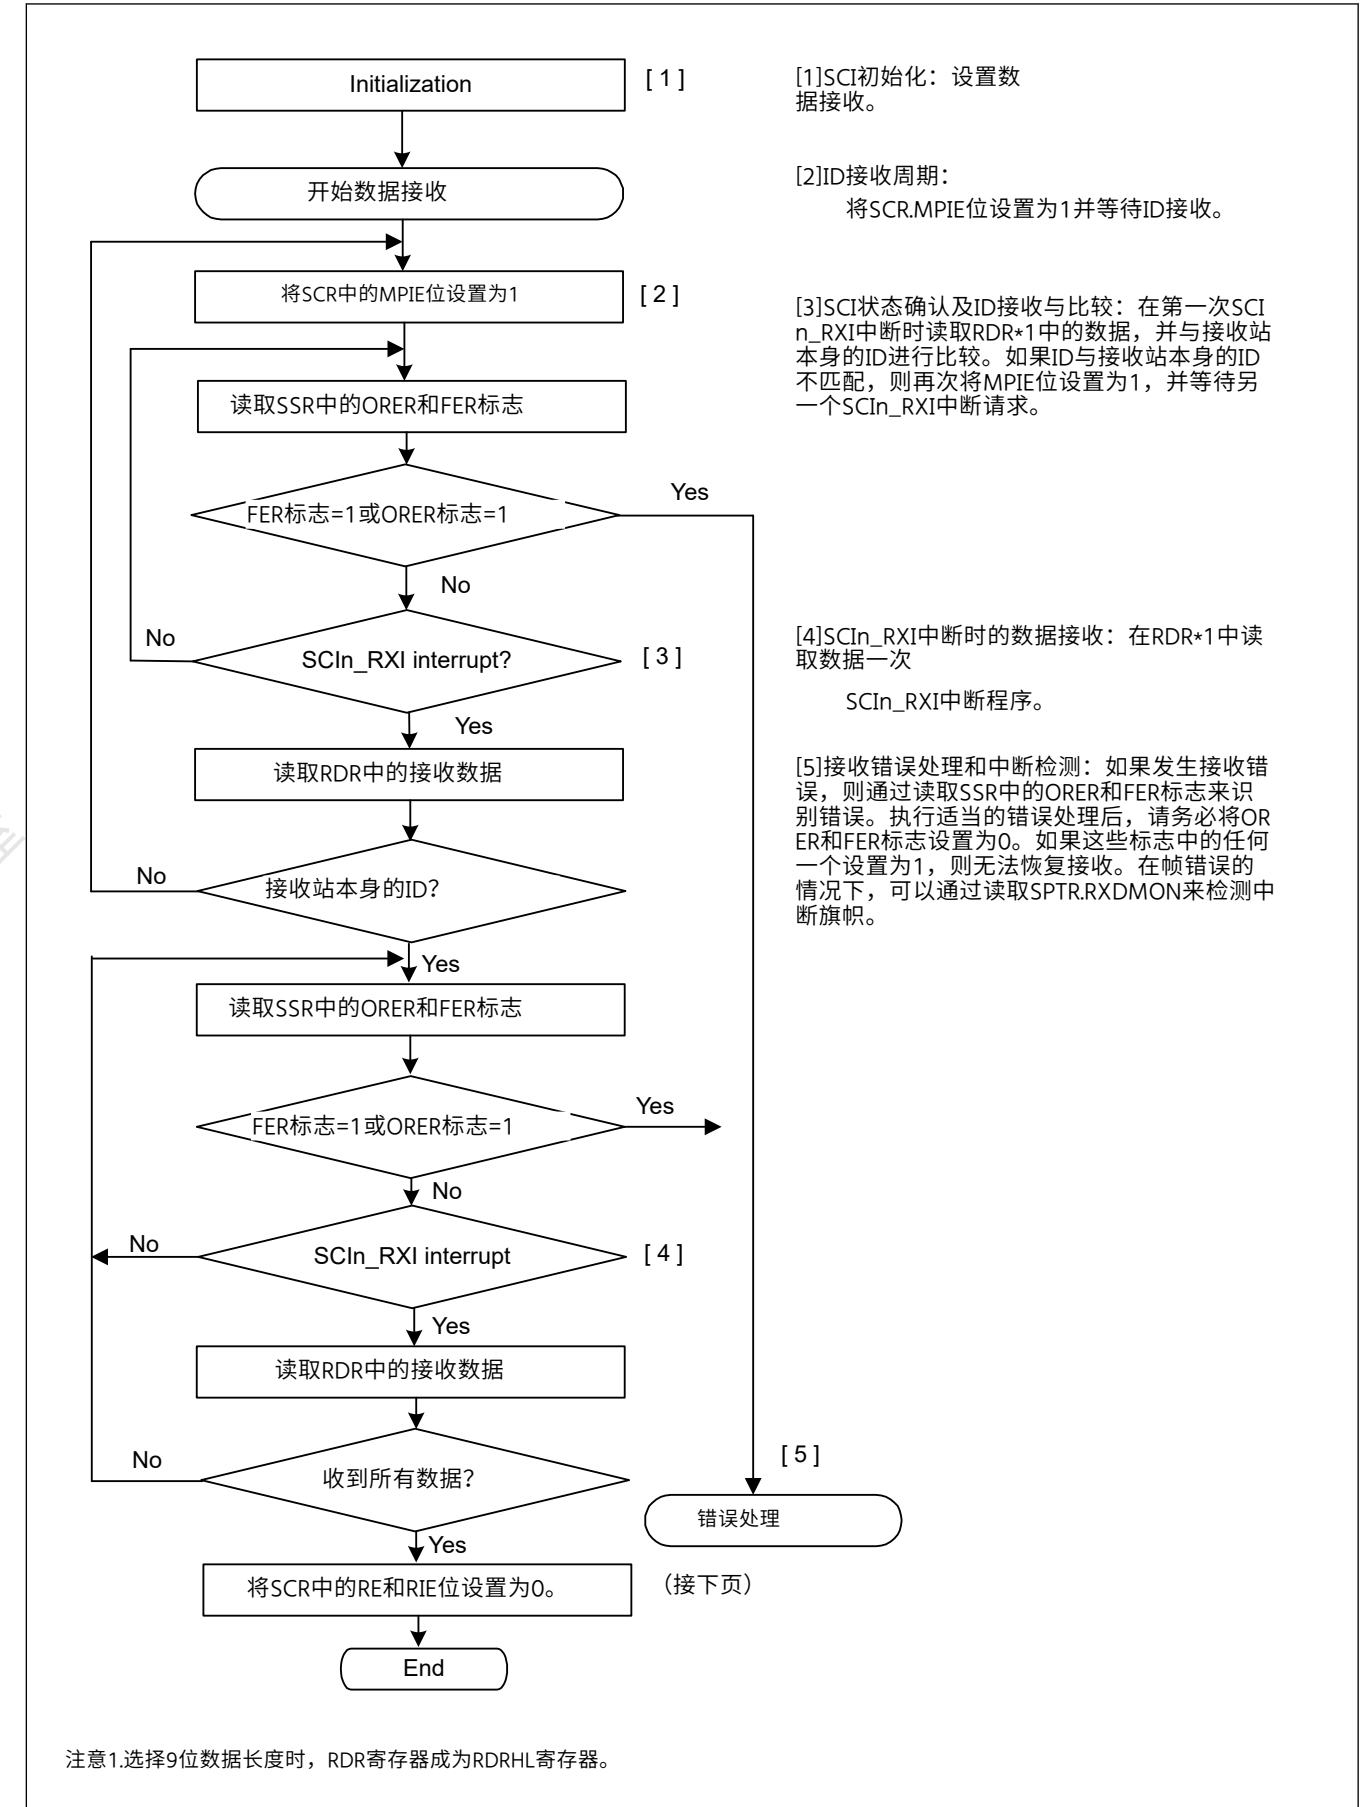 Initialization
[ 1 ]
开始数据接收
将SCR中的MPIE位设置为1
[ 2 ]
读取SSR中的ORER和FER标志
FER标志=1或ORER标志=1
Yes
No
SCIn_RXI interrupt?
No
[ 3 ]
Yes
读取RDR中的接收数据
接收站本身的ID？
No
Yes
读取SSR中的ORER和FER标志
FER标志=1或ORER标志=1
Yes
No
SCIn_RXI interrupt
No
[ 4 ]
Yes
读取RDR中的接收数据
收到所有数据？
No
Yes
[ 5 ]
错误处理
将SCR中的RE和RIE位设置为0。
（接下页）
End
[1]SCI初始化：设置数
据接收。
[2]ID接收周期：
将SCR.MPIE位设置为1并等待ID接收。
[3]SCI状态确认及ID接收与比较：在第一次SCI
n_RXI中断时读取RDR*1中的数据，并与接收站
本身的ID进行比较。如果ID与接收站本身的ID
不匹配，则再次将MPIE位设置为1，并等待另
一个SCIn_RXI中断请求。
[4]SCIn_RXI中断时的数据接收：在RDR*1中读
取数据一次
SCIn_RXI中断程序。
[5]接收错误处理和中断检测：如果发生接收错
误，则通过读取SSR中的ORER和FER标志来识
别错误。执行适当的错误处理后，请务必将OR
ER和FER标志设置为0。如果这些标志中的任何
一个设置为1，则无法恢复接收。在帧错误的
情况下，可以通过读取SPTR.RXDMON来检测中
断旗帜。
注意1.选择9位数据长度时，RDR寄存器成为RDRHL寄存器。